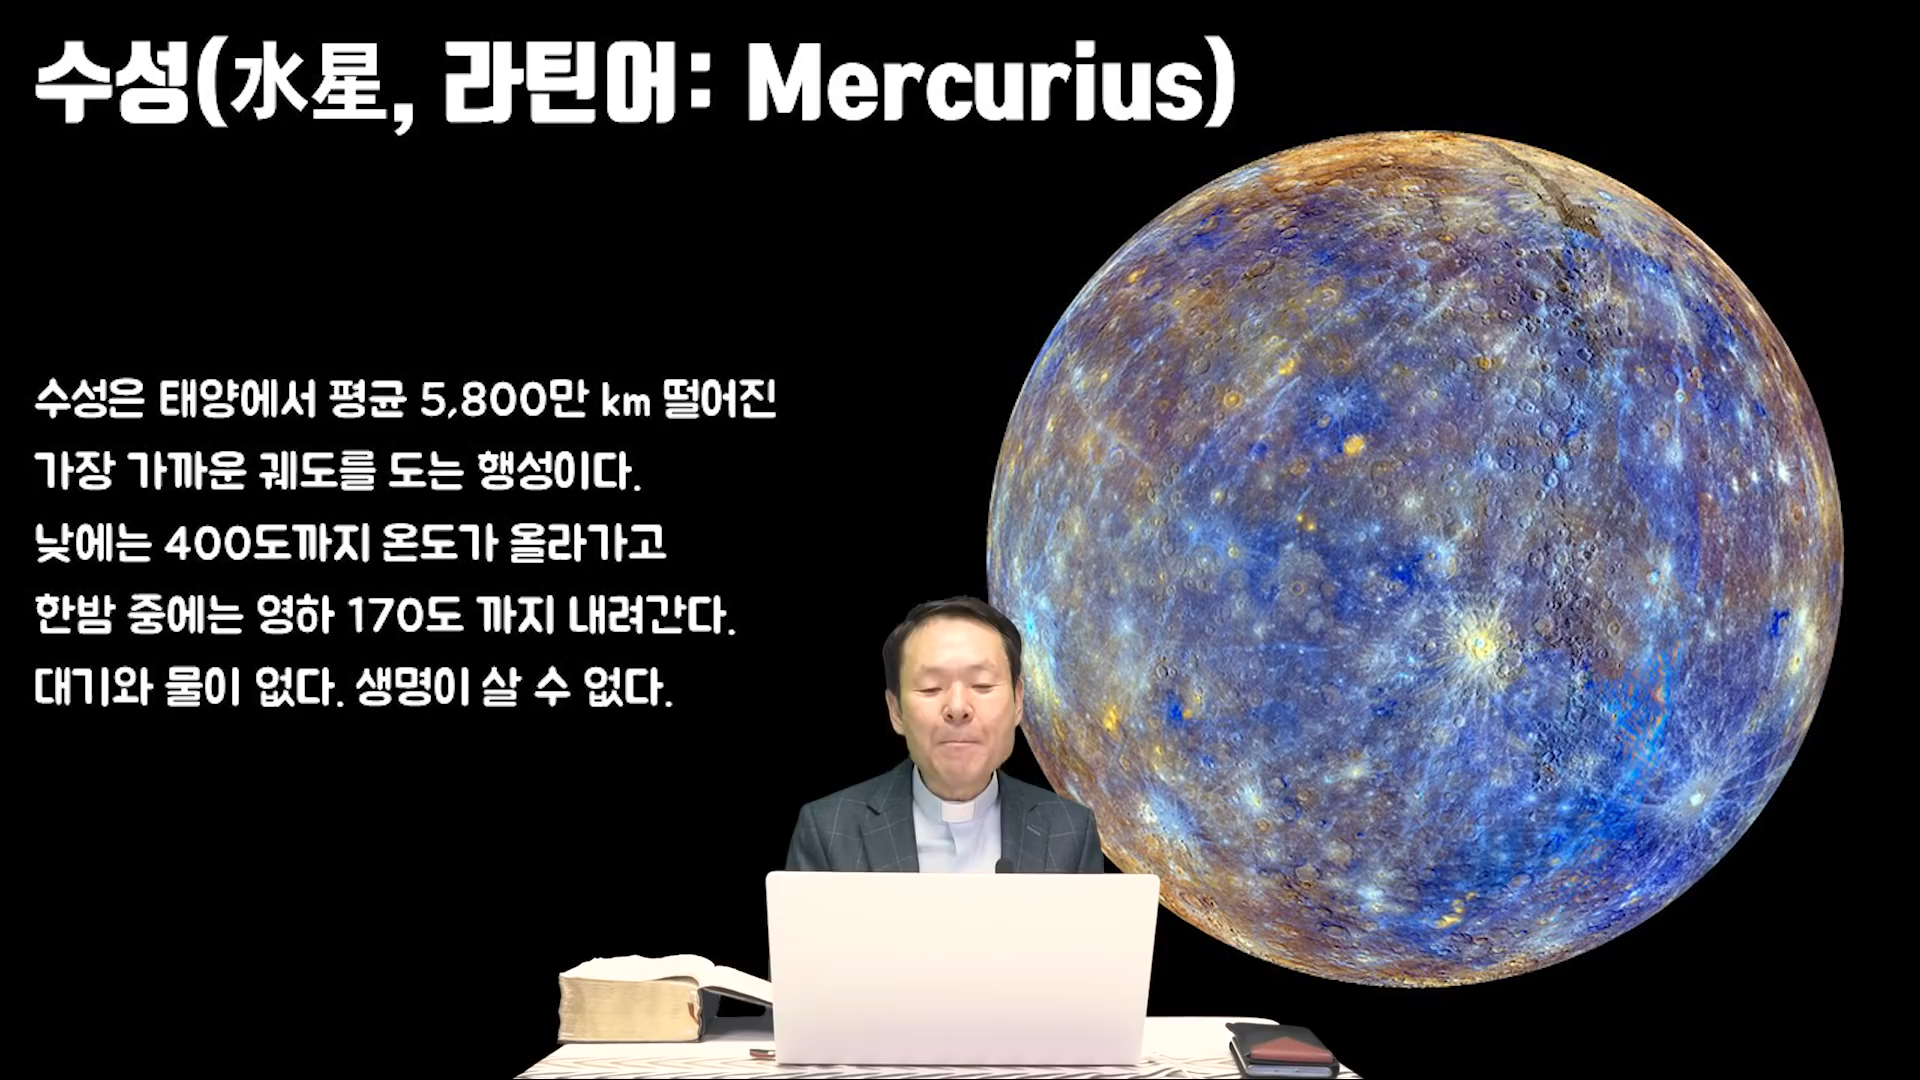 수성(水星, 라틴어: Mercurius)
수성은 태양에서 평균 5,800만 km 떨어진
가장 가까운 궤도를 도는 행성이다.
낮에는 400도까지 온도가 올라가고
한밤 중에는 영하 170도 까지 내려간다.
대기와 물이 없다. 생명이 살 수 없다.